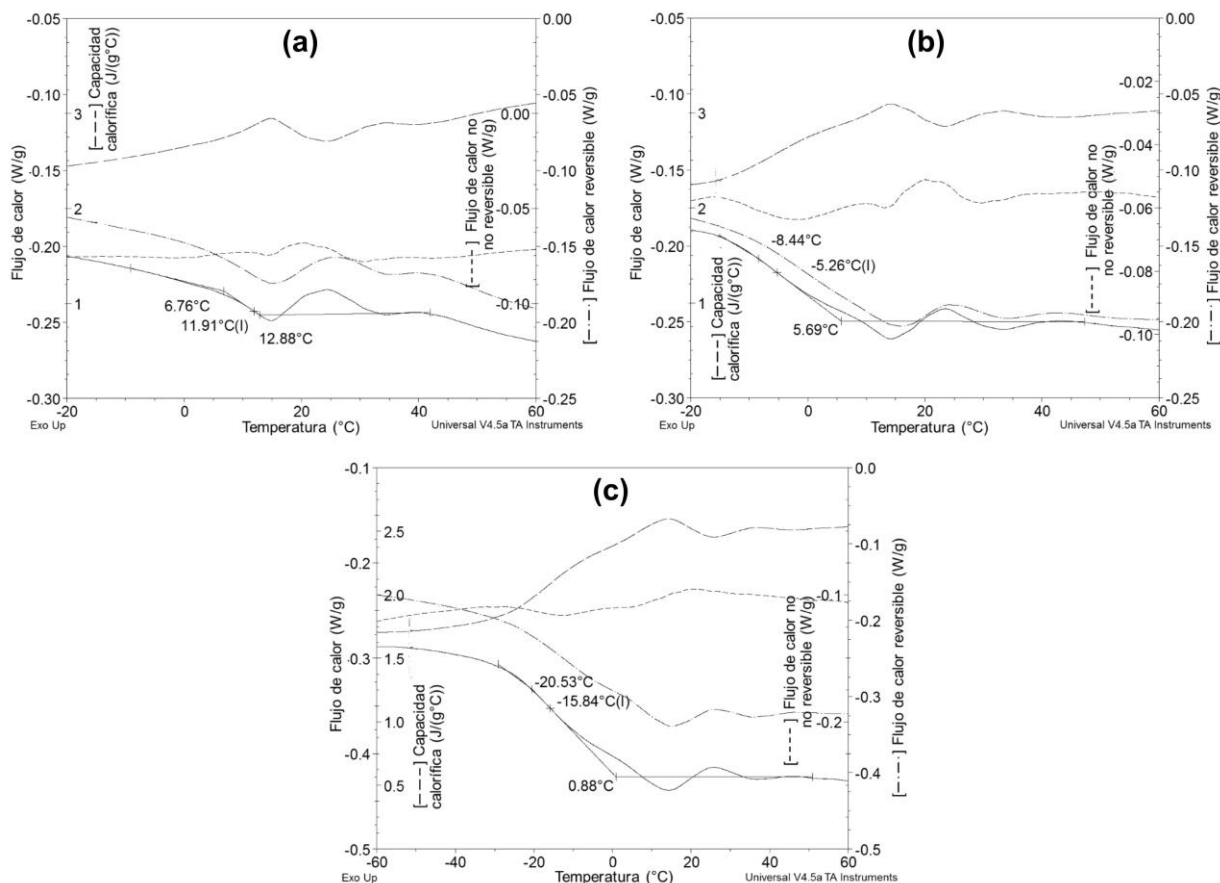 (a)
-0.05
-0.10
-0.15
-0.20
-0.25
-0.30
Flujo de calor (W/g)
3
2
1
[– – –] Capacidad
calorífica (J/(g°C))
6.76°C
11.91°C(I)
12.88°C
0.00
-0.05
-0.10
[-----] Flujo de calor no
no reversible (W/g)
0.00
-0.05
-0.10
-0.15
-0.20
-0.25
[– · – ·] Flujo de calor reversible (W/g)
-20
0
20
40
60
Exo Up
Temperatura (°C)
Universal V4.5a TA Instruments
(b)
-0.05
-0.10
-0.15
-0.20
-0.25
-0.30
Flujo de calor (W/g)
3
2
1
[– – –] Capacidad
calorífica (J/(g°C))
-8.44°C
-5.26°C(I)
5.69°C
-0.02
-0.04
-0.06
-0.08
-0.10
[-----] Flujo de calor no
no reversible (W/g)
0.00
-0.05
-0.10
-0.15
-0.20
-0.25
[– · – ·] Flujo de calor reversible (W/g)
-20
0
20
40
60
Exo Up
Temperatura (°C)
Universal V4.5a TA Instruments
(c)
-0.1
-0.2
-0.3
-0.4
-0.5
Flujo de calor (W/g)
2.5
2.0
1.5
1.0
0.5
[– – –] Capacidad
calorífica (J/(g°C))
-20.53°C
-15.84°C(I)
0.88°C
-0.1
-0.2
[-----] Flujo de calor no
no reversible (W/g)
0.0
-0.1
-0.2
-0.3
-0.4
-0.5
[– · – ·] Flujo de calor reversible (W/g)
-60
-40
-20
0
20
40
60
Exo Up
Temperatura (°C)
Universal V4.5a TA Instruments